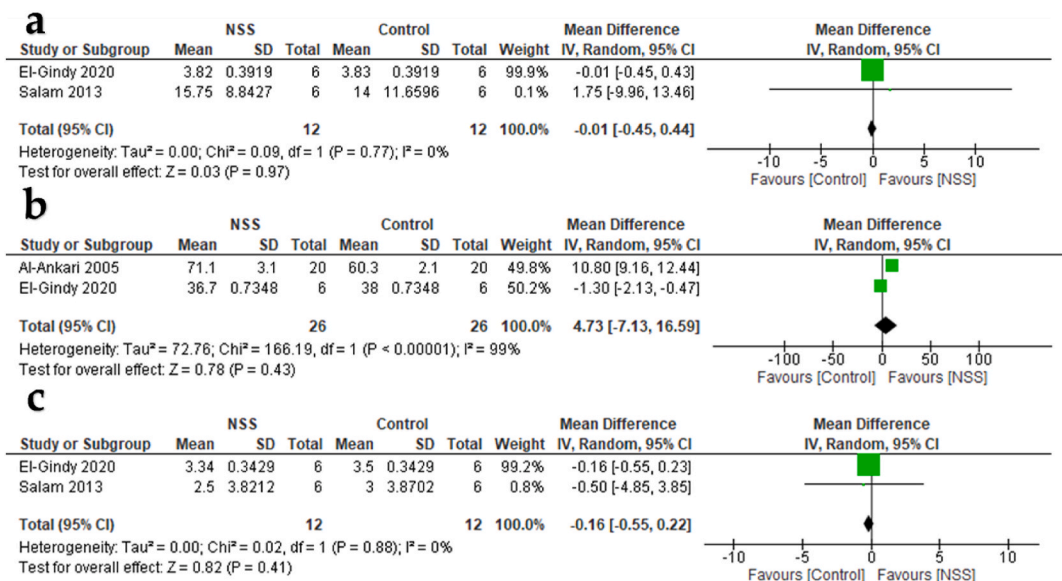 a
NSS Control Mean Difference Mean Difference
Study or Subgroup Mean SD Total Mean SD Total Weight IV, Random, 95% CI IV, Random, 95% CI
El-Gindy 2020 3.82 0.3919 6 3.83 0.3919 6 99.9% -0.01 [-0.45, 0.43]
Salam 2013 15.75 8.8427 6 14 11.6596 6 0.1% 1.75 [-9.96, 13.46]
Total (95% CI) 12 12 100.0% -0.01 [-0.45, 0.44]
Heterogeneity: Tau² = 0.00; Chi² = 0.09, df = 1 (P = 0.77); I² = 0%
Test for overall effect: Z = 0.03 (P = 0.97)
-10 -5 0 5 10
Favours [Control] Favours [NSS]
b
NSS Control Mean Difference Mean Difference
Study or Subgroup Mean SD Total Mean SD Total Weight IV, Random, 95% CI IV, Random, 95% CI
Al-Ankari 2005 71.1 3.1 20 60.3 2.1 20 49.8% 10.80 [9.16, 12.44]
El-Gindy 2020 36.7 0.7348 6 38 0.7348 6 50.2% -1.30 [-2.13, -0.47]
Total (95% CI) 26 26 100.0% 4.73 [-7.13, 16.59]
Heterogeneity: Tau² = 72.76; Chi² = 166.19, df = 1 (P < 0.00001); I² = 99%
Test for overall effect: Z = 0.78 (P = 0.43)
-100 -50 0 50 100
Favours [Control] Favours [NSS]
c
NSS Control Mean Difference Mean Difference
Study or Subgroup Mean SD Total Mean SD Total Weight IV, Random, 95% CI IV, Random, 95% CI
El-Gindy 2020 3.34 0.3429 6 3.5 0.3429 6 99.2% -0.16 [-0.55, 0.23]
Salam 2013 2.5 3.8212 6 3 3.8702 6 0.8% -0.50 [-4.85, 3.85]
Total (95% CI) 12 12 100.0% -0.16 [-0.55, 0.22]
Heterogeneity: Tau² = 0.00; Chi² = 0.02, df = 1 (P = 0.88); I² = 0%
Test for overall effect: Z = 0.82 (P = 0.41)
-10 -5 0 5 10
Favours [Control] Favours [NSS]